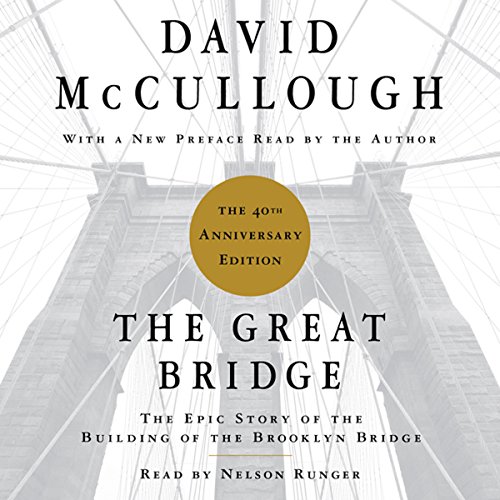 DAVID
McCULLOUGH
WITH A NEW PREFACE READ BY THE AUTHOR
THE 40TH
ANNIVERSARY
EDITION
THE GREAT
BRIDGE
THE EPIC STORY OF THE
BUILDING OF THE BROOKLYN BRIDGE
READ BY NELSON RUNGER